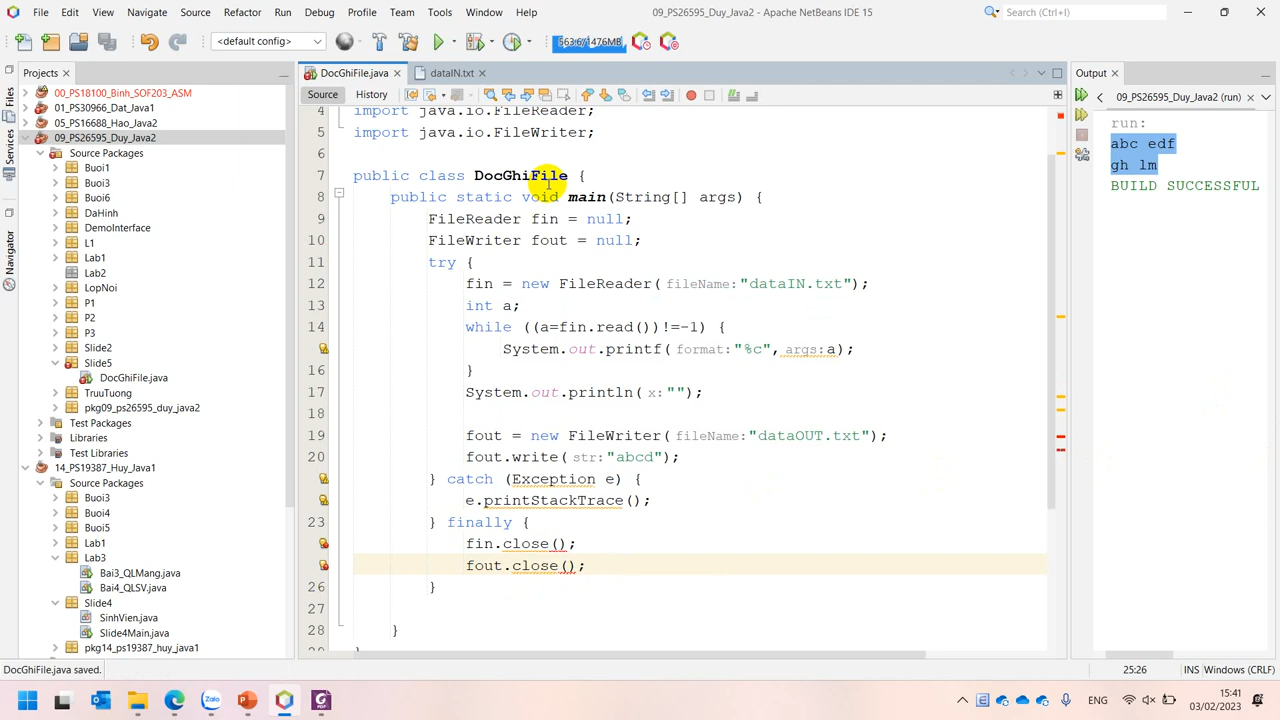 File Edit View Navigate Source Refactor Run Debug Profile Team Tools Window Help
09_PS26595_Duy_Java2 - Apache NetBeans IDE 15
Search (Ctrl+I)
<default config>
563.6/1476MB
Projects
DocGhiFile.java
dataIN.txt
Output
Files
Services
Navigator
00_PS18100_Binh_SOF203_ASM
01_PS30966_Dat_Java1
05_PS16688_Hao_Java2
09_PS26595_Duy_Java2
Source Packages
Buoi1
Buoi3
Buoi6
DaHinh
DemoInterface
L1
Lab1
Lab2
LopNoi
P1
P2
P3
Slide2
Slide5
DocGhiFile.java
TruuTuong
pkg09_ps26595_duy_java2
Test Packages
Libraries
Test Libraries
14_PS19387_Huy_Java1
Source Packages
Buoi3
Buoi4
Buoi5
Lab1
Lab3
Bai3_QLMang.java
Bai4_QLSV.java
Slide4
SinhVien.java
Slide4Main.java
pkg14_ps19387_huy_java1
Source History
4 import java.io.FileReader;
5 import java.io.FileWriter;
6
7 public class DocGhiFile {
8 public static void main(String[] args) {
9 FileReader fin = null;
10 FileWriter fout = null;
11 try {
12 fin = new FileReader(fileName:"dataIN.txt");
13 int a;
14 while ((a=fin.read())!=-1) {
System.out.printf(format:"%c",args:a);
16 }
17 System.out.println(x:"");
18
19 fout = new FileWriter(fileName:"dataOUT.txt");
20 fout.write(str:"abcd");
} catch (Exception e) {
e.printStackTrace();
23 } finally {
fin.close();
fout.close();
26 }
27
28 }
}
09_PS26595_Duy_Java2 (run)
run:
abc edf
gh lm
BUILD SUCCESSFUL
DocGhiFile.java saved.
25:26
INS
Windows (CRLF)
Zalo
ENG
15:41
03/02/2023